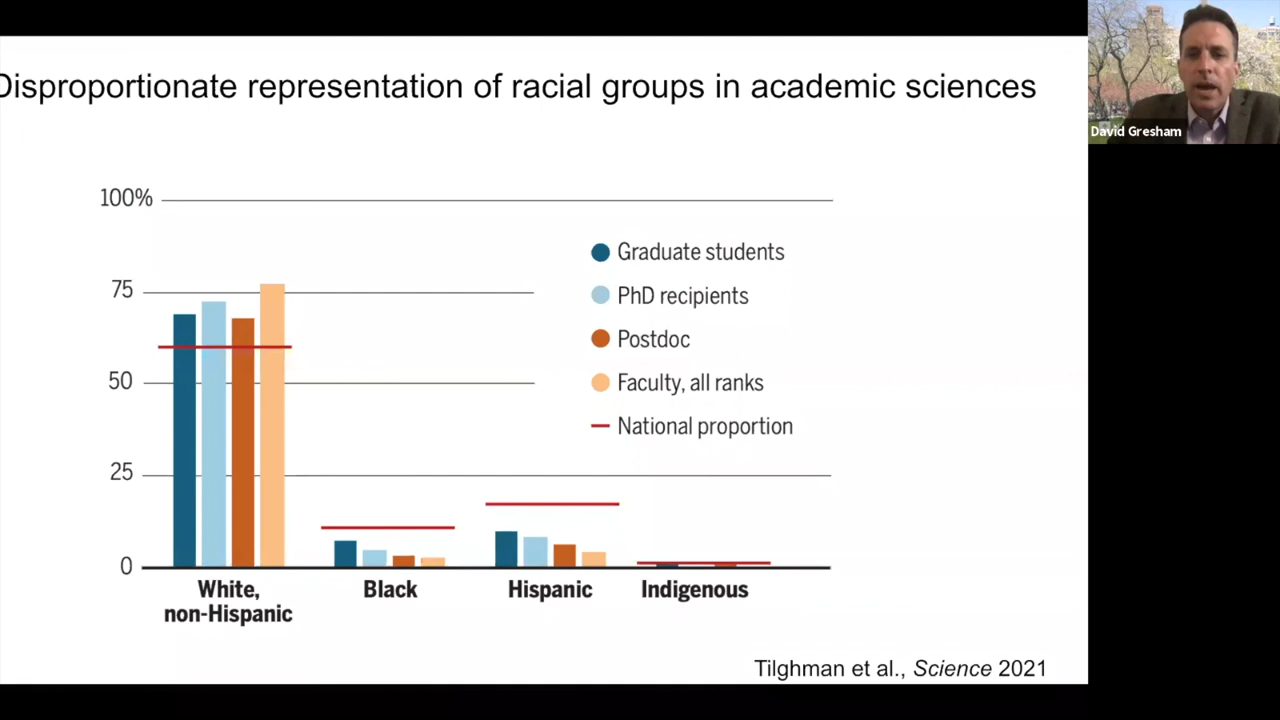 Disproportionate representation of racial groups in academic sciences
David Gresham
100%
75
50
25
0
Graduate students
PhD recipients
Postdoc
Faculty, all ranks
National proportion
White,
non-Hispanic
Black
Hispanic
Indigenous
Tilghman et al., Science 2021